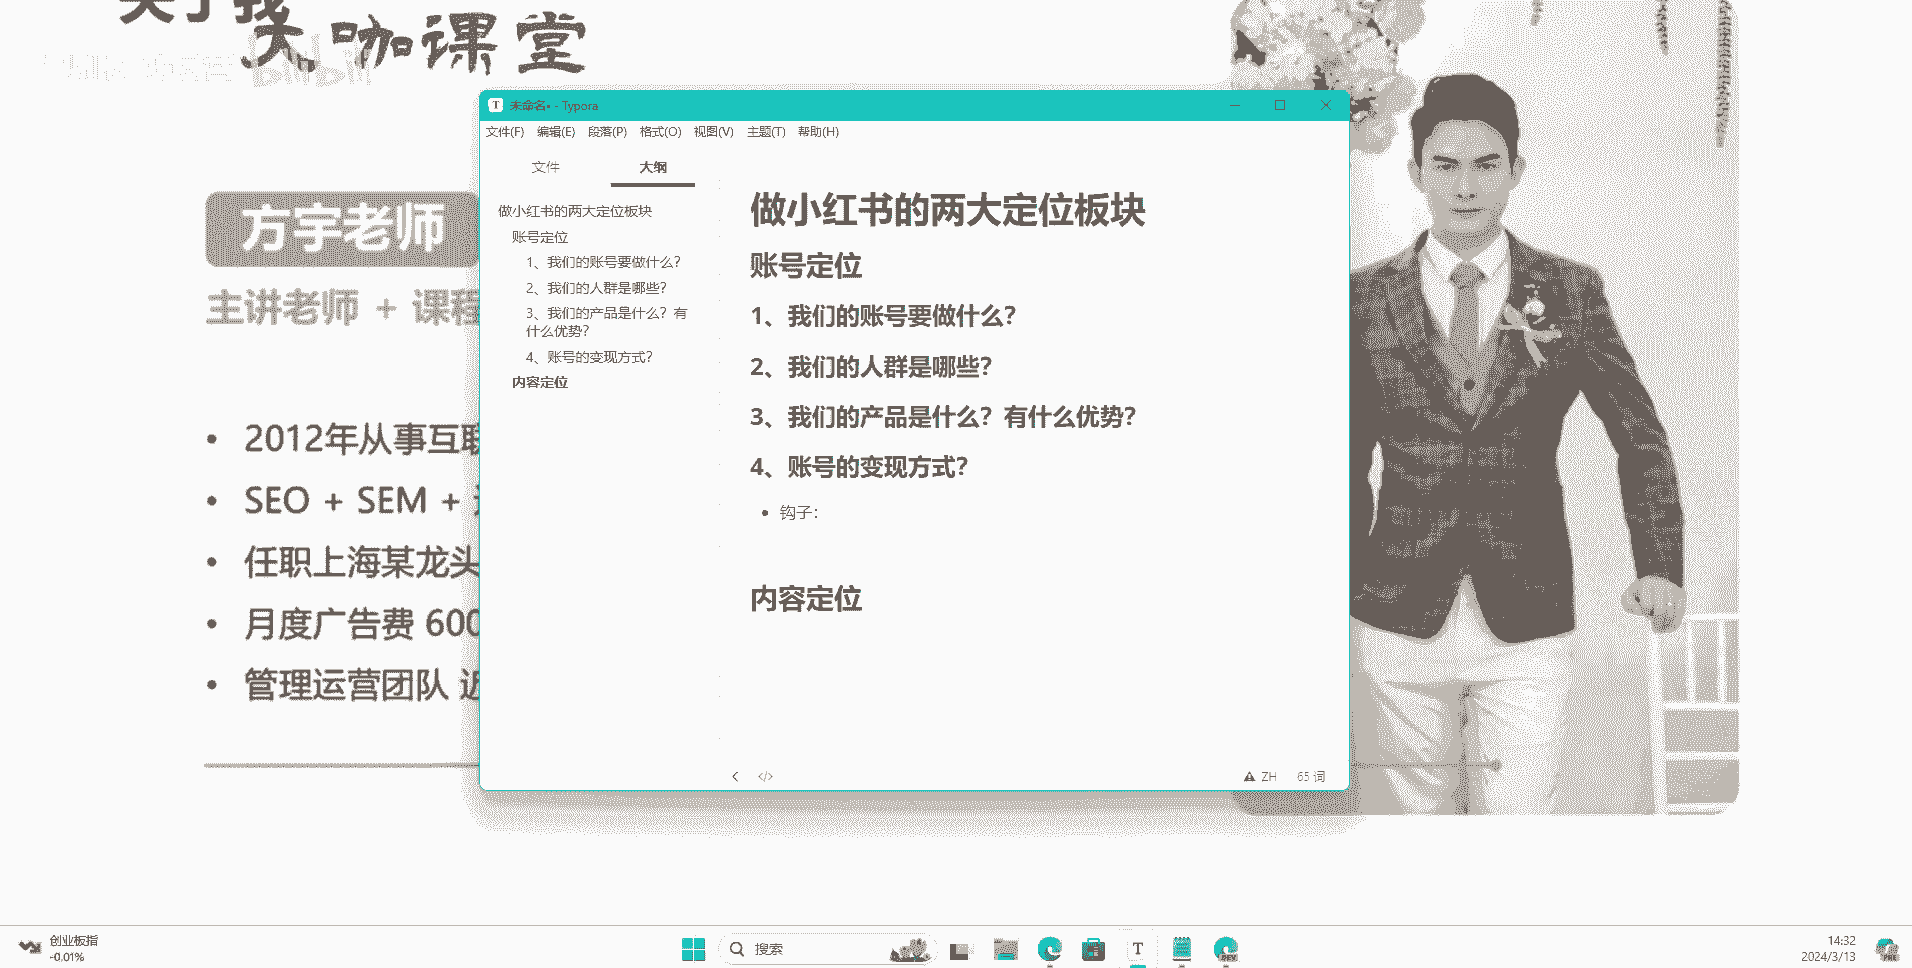 大咖课堂
bilibili
未命名• - Typora
文件(F) 编辑(E) 段落(P) 格式(O) 视图(V) 主题(T) 帮助(H)
文件 大纲
做小红书的两大定位板块
账号定位
1、我们的账号要做什么？
2、我们的人群是哪些？
3、我们的产品是什么？有
什么优势？
4、账号的变现方式？
内容定位
做小红书的两大定位板块
账号定位
1、我们的账号要做什么？
2、我们的人群是哪些？
3、我们的产品是什么？有什么优势？
4、账号的变现方式？
钩子：
内容定位
ZH 65 词
方宇老师
主讲老师 + 课程
2012年从事互联
SEO + SEM +
任职上海某龙头
月度广告费 600
管理运营团队 近
创业板指
-0.01%
搜索
14:32
2024/3/13